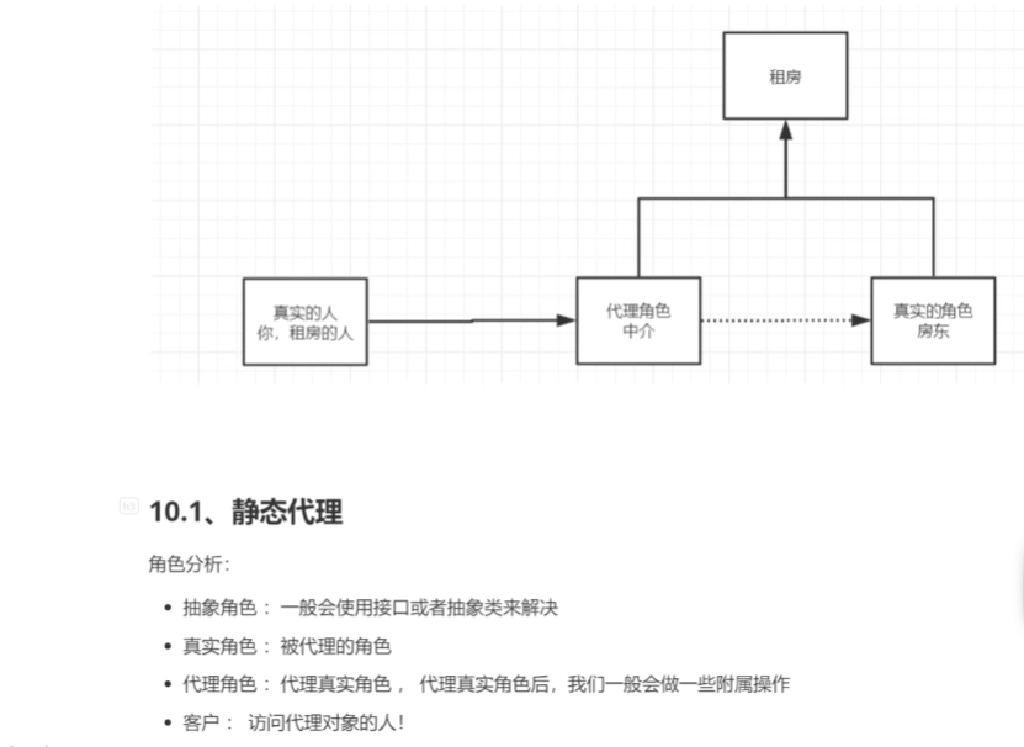 租房
真实的人
你，租房的人
代理角色
中介
真实的角色
房东
h3
10.1、静态代理
角色分析：
抽象角色 ：一般会使用接口或者抽象类来解决
真实角色 ：被代理的角色
代理角色 ：代理真实角色 ， 代理真实角色后，我们一般会做一些附属操作
客户 ： 访问代理对象的人！